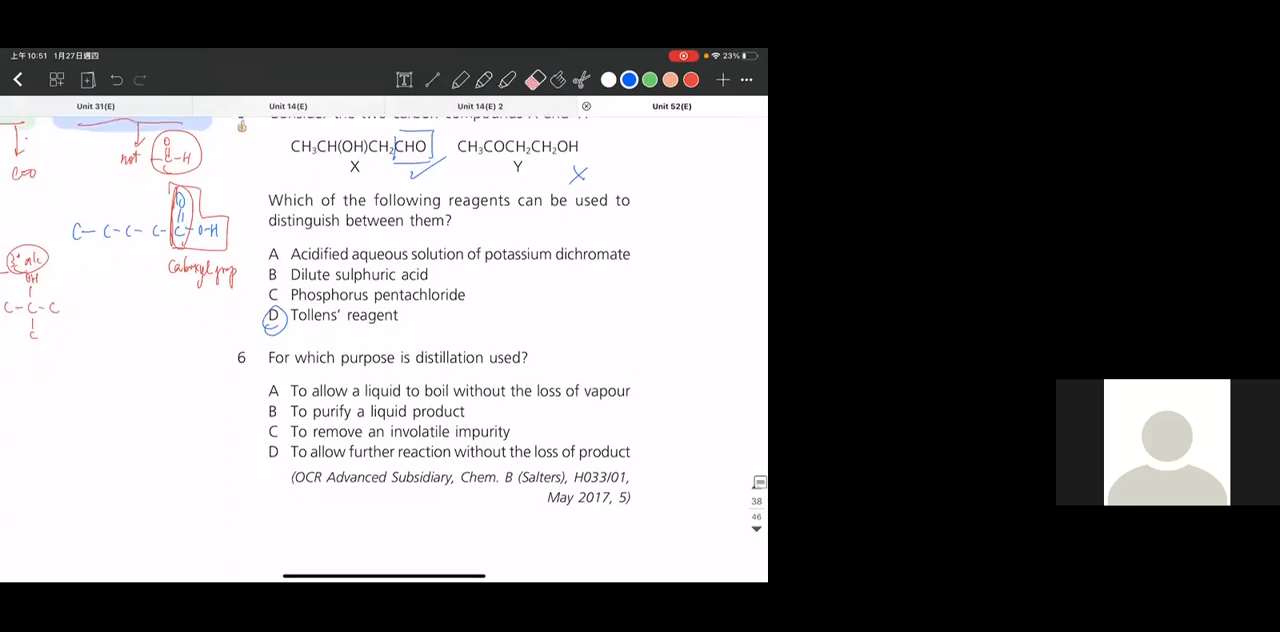 上午10:51 1月27日週四
23%
Unit 31(E)
Unit 14(E)
Unit 14(E) 2
Unit 52(E)
CH₃CH(OH)CH₂CHO CH₃COCH₂CH₂OH
X Y
Which of the following reagents can be used to
distinguish between them?
A Acidified aqueous solution of potassium dichromate
B Dilute sulphuric acid
C Phosphorus pentachloride
D Tollens' reagent
6 For which purpose is distillation used?
A To allow a liquid to boil without the loss of vapour
B To purify a liquid product
C To remove an involatile impurity
D To allow further reaction without the loss of product
(OCR Advanced Subsidiary, Chem. B (Salters), H033/01,
May 2017, 5)
38
46
not
O
-C-H
C=O
O
C-C-C-C-C-O-H
3° alc
OH
C-C-C
C